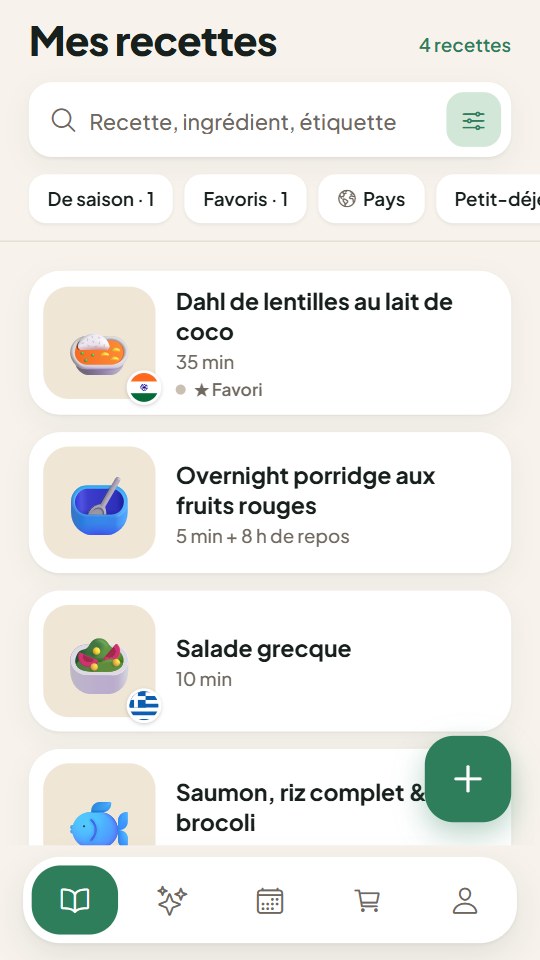 Mes recettes
4 recettes
Recette, ingrédient, étiquette
De saison · 1
Favoris · 1
Pays
Petit-déj
Dahl de lentilles au lait de
coco
35 min
★ Favori
Overnight porridge aux
fruits rouges
5 min + 8 h de repos
Salade grecque
10 min
Saumon, riz complet &
brocoli